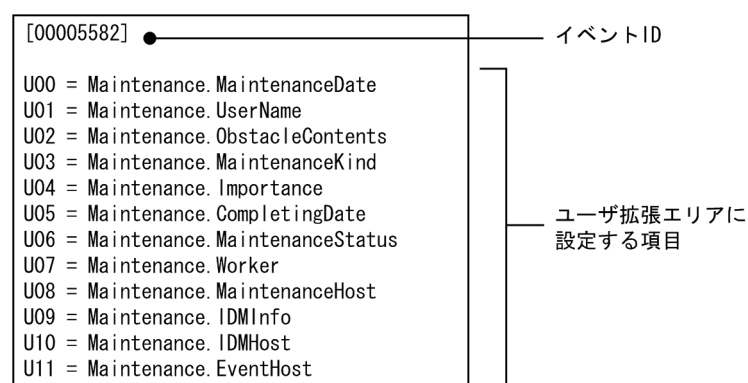 [00005582]
イベントID
U00 = Maintenance.MaintenanceDate
U01 = Maintenance.UserName
U02 = Maintenance.ObstacleContents
U03 = Maintenance.MaintenanceKind
U04 = Maintenance.Importance
U05 = Maintenance.CompletingDate
U06 = Maintenance.MaintenanceStatus
U07 = Maintenance.Worker
U08 = Maintenance.MaintenanceHost
U09 = Maintenance.IDMInfo
U10 = Maintenance.IDMHost
U11 = Maintenance.EventHost
ユーザ拡張エリアに
設定する項目